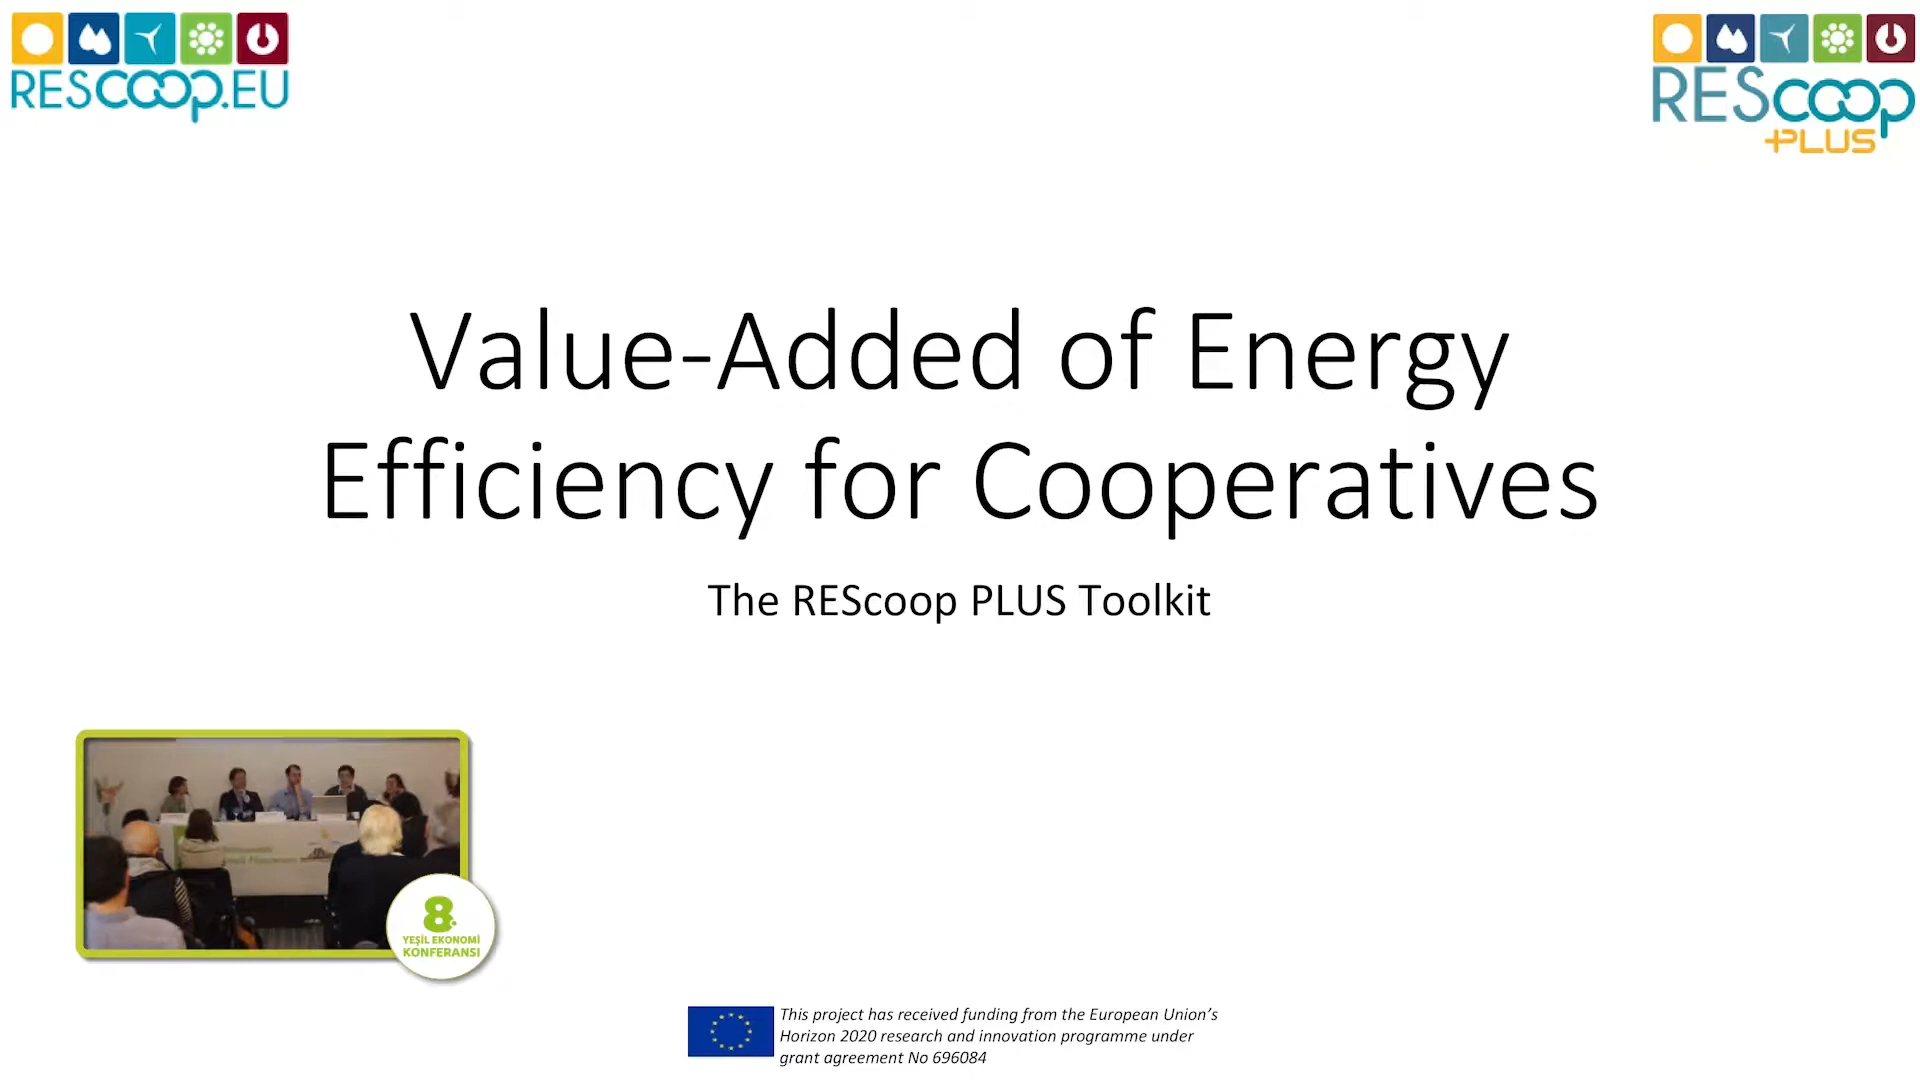 REScoop.EU
REScoop
+PLUS
Value-Added of Energy
Efficiency for Cooperatives
The REScoop PLUS Toolkit
8.
YEŞİL EKONOMİ
KONFERANSI
This project has received funding from the European Union's
Horizon 2020 research and innovation programme under
grant agreement No 696084